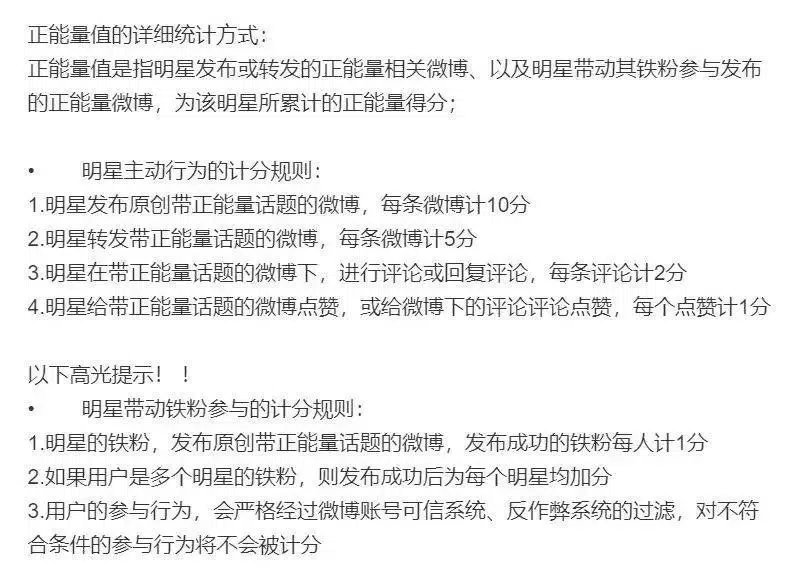 正能量值的详细统计方式：
正能量值是指明星发布或转发的正能量相关微博、以及明星带动其铁粉参与发布
的正能量微博，为该明星所累计的正能量得分；
• 明星主动行为的计分规则：
1.明星发布原创带正能量话题的微博，每条微博计10分
2.明星转发带正能量话题的微博，每条微博计5分
3.明星在带正能量话题的微博下，进行评论或回复评论，每条评论计2分
4.明星给带正能量话题的微博点赞，或给微博下的评论评论点赞，每个点赞计1分
以下高光提示！！
• 明星带动铁粉参与的计分规则：
1.明星的铁粉，发布原创带正能量话题的微博，发布成功的铁粉每人计1分
2.如果用户是多个明星的铁粉，则发布成功后为每个明星均加分
3.用户的参与行为，会严格经过微博账号可信系统、反作弊系统的过滤，对不符
合条件的参与行为将不会被计分